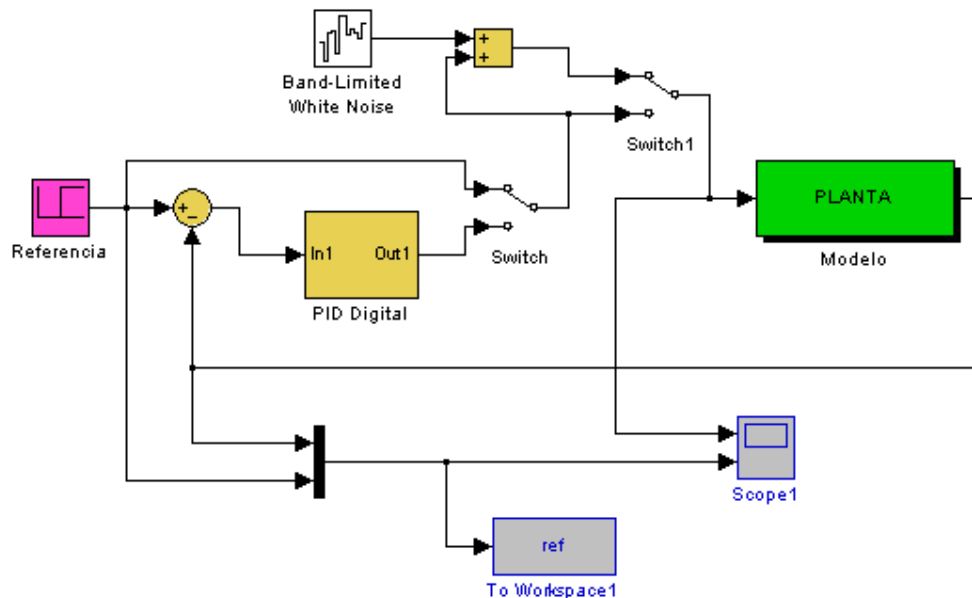 +
+
Band-Limited
White Noise
Switch1
PLANTA
Modelo
+
-
Referencia
In1
Out1
PID Digital
Switch
Scope1
ref
To Workspace1